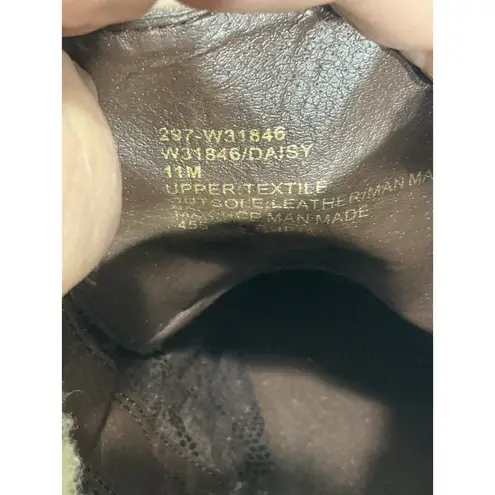 297-W31846
W31846/DAISY
11M
UPPER TEXTILE
OUTSOLE LEATHER/MAN MA
MAN MADE